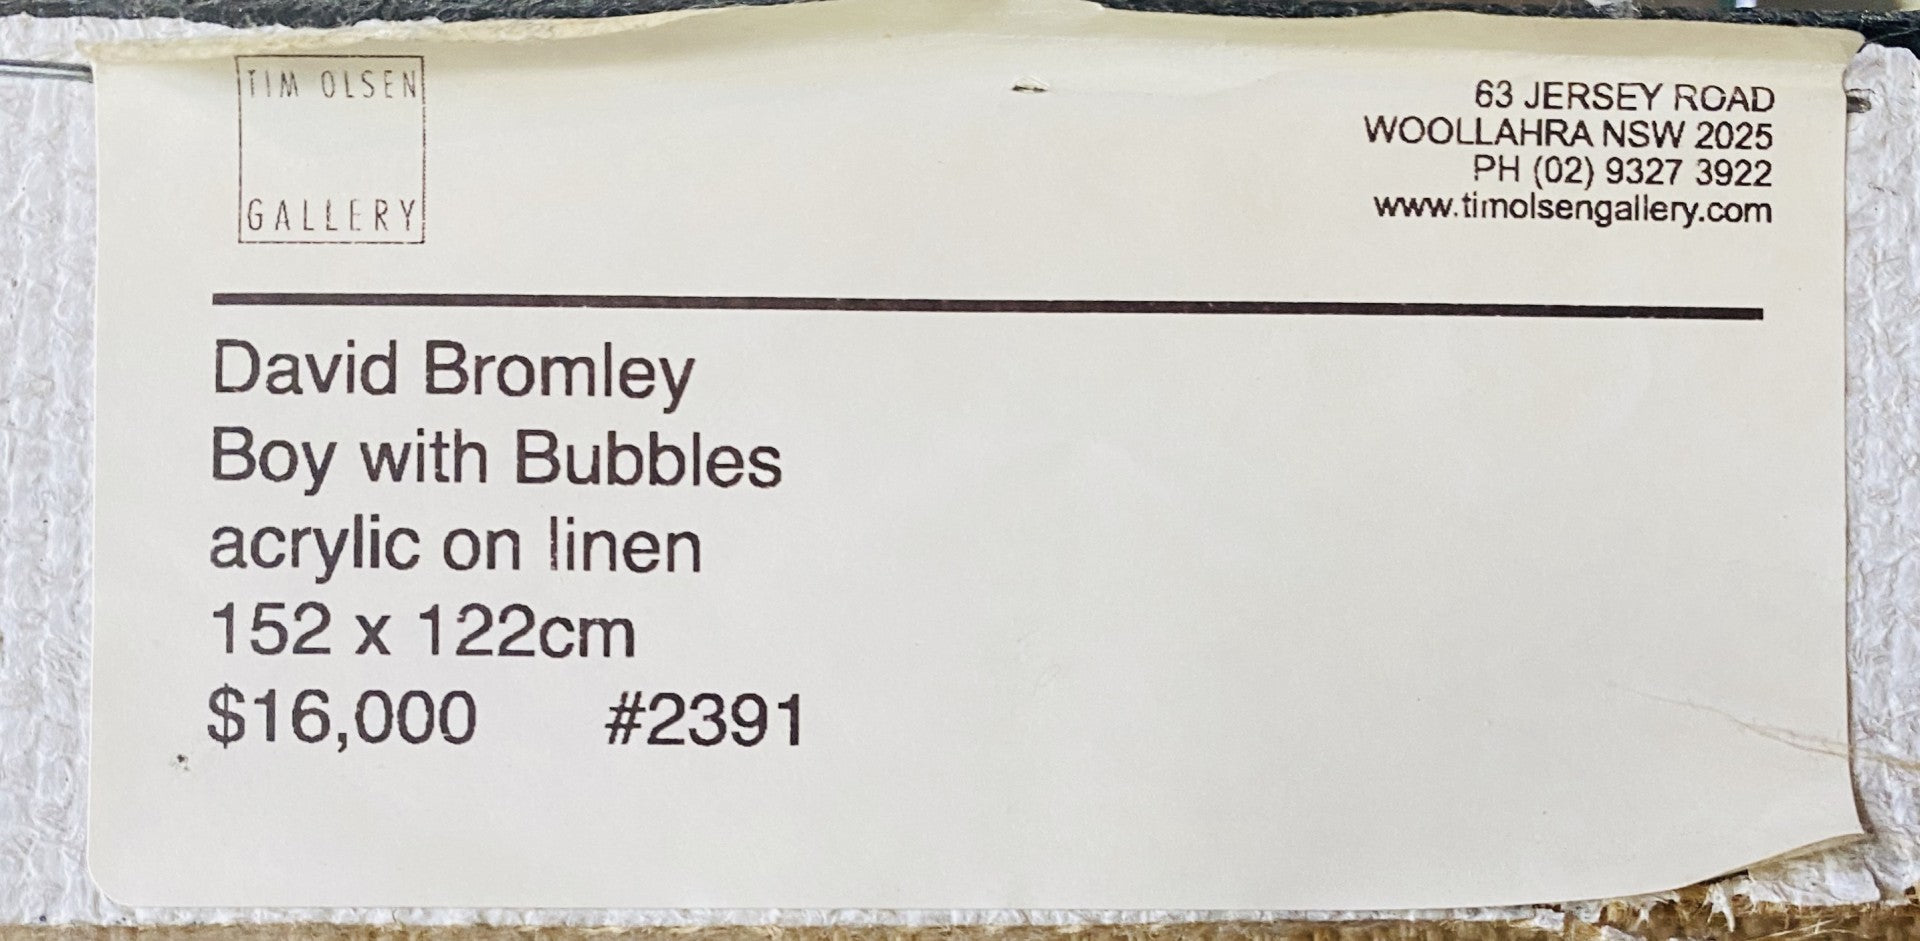 TIM OLSEN
GALLERY
63 JERSEY ROAD
WOOLLAHRA NSW 2025
PH (02) 9327 3922
www.timolsengallery.com
David Bromley
Boy with Bubbles
acrylic on linen
152 x 122cm
$16,000 #2391